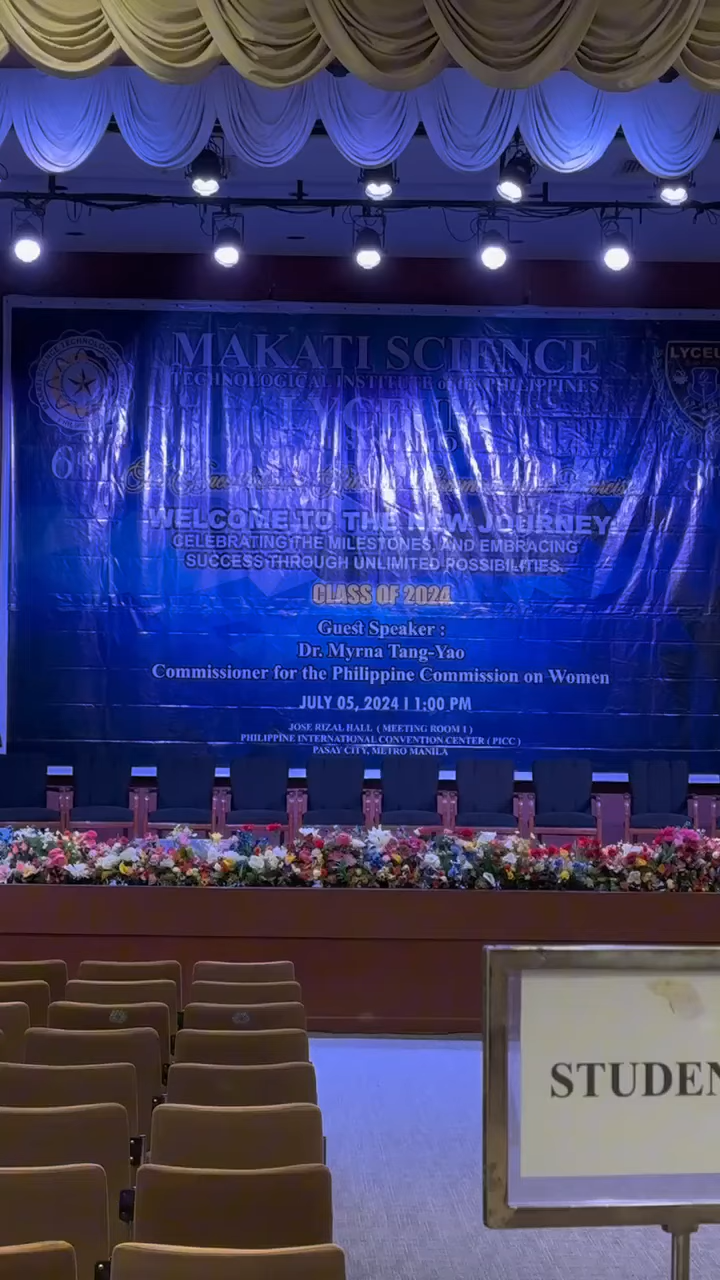 MAKATI SCIENCE
TECHNOLOGICAL INSTITUTE of the PHILIPPINES
LYCEU
WELCOME TO THE NEW JOURNEY:
CELEBRATING THE MILESTONES, AND EMBRACING
SUCCESS THROUGH UNLIMITED POSSIBILITIES.
CLASS OF 2024
Guest Speaker :
Dr. Myrna Tang-Yao
Commissioner for the Philippine Commission on Women
JULY 05, 2024 I 1:00 PM
JOSE RIZAL HALL ( MEETING ROOM 1 )
PHILIPPINE INTERNATIONAL CONVENTION CENTER ( PICC )
PASAY CITY, METRO MANILA
STUDEN